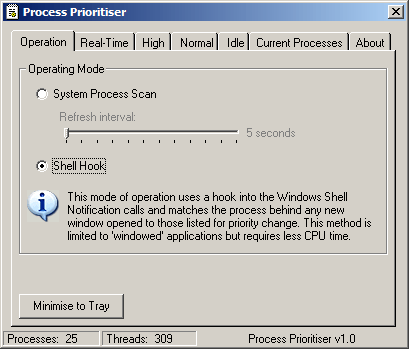 Process Prioritiser
Operation Real-Time High Normal Idle Current Processes About
Operating Mode
System Process Scan
Refresh interval:
5 seconds
Shell Hook
This mode of operation uses a hook into the Windows Shell
Notification calls and matches the process behind any new
window opened to those listed for priority change. This method is
limited to 'windowed' applications but requires less CPU time.
Minimise to Tray
Processes: 25 Threads: 309 Process Prioritiser v1.0